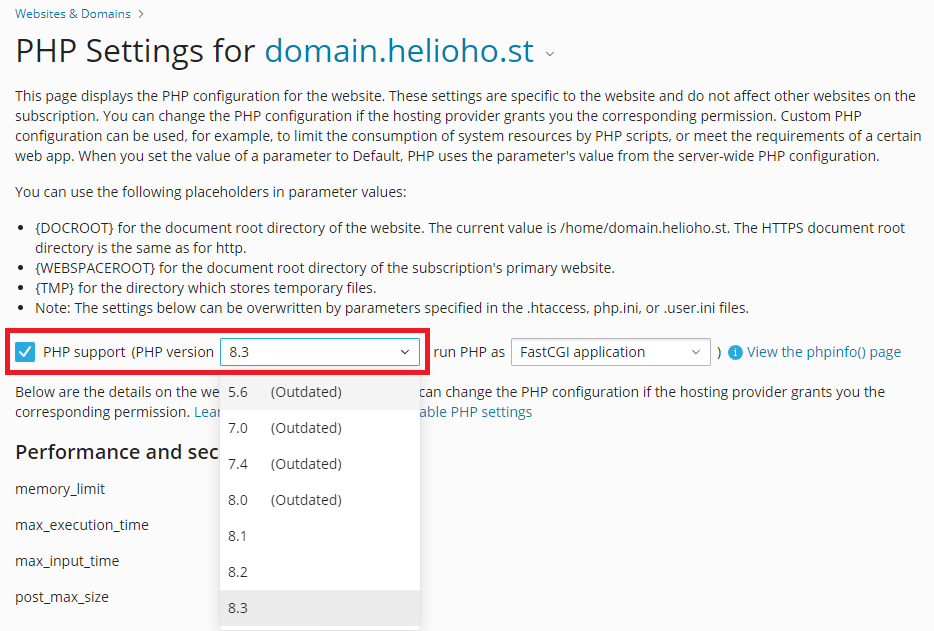 Websites & Domains >
PHP Settings for domain.helioho.st
This page displays the PHP configuration for the website. These settings are specific to the website and do not affect other websites on the
subscription. You can change the PHP configuration if the hosting provider grants you the corresponding permission. Custom PHP
configuration can be used, for example, to limit the consumption of system resources by PHP scripts, or meet the requirements of a certain
web app. When you set the value of a parameter to Default, PHP uses the parameter's value from the server-wide PHP configuration.
You can use the following placeholders in parameter values:
• {DOCROOT} for the document root directory of the website. The current value is /home/domain.helioho.st. The HTTPS document root
directory is the same as for http.
• {WEBSPACEROOT} for the document root directory of the subscription's primary website.
• {TMP} for the directory which stores temporary files.
• Note: The settings below can be overwritten by parameters specified in the .htaccess, php.ini, or .user.ini files.
PHP support (PHP version 8.3 run PHP as FastCGI application ) View the phpinfo() page
Below are the details on the we can change the PHP configuration if the hosting provider grants you the
corresponding permission. Lear able PHP settings
5.6 (Outdated)
7.0 (Outdated)
7.4 (Outdated)
8.0 (Outdated)
8.1
8.2
8.3
Performance and sec
memory_limit
max_execution_time
max_input_time
post_max_size